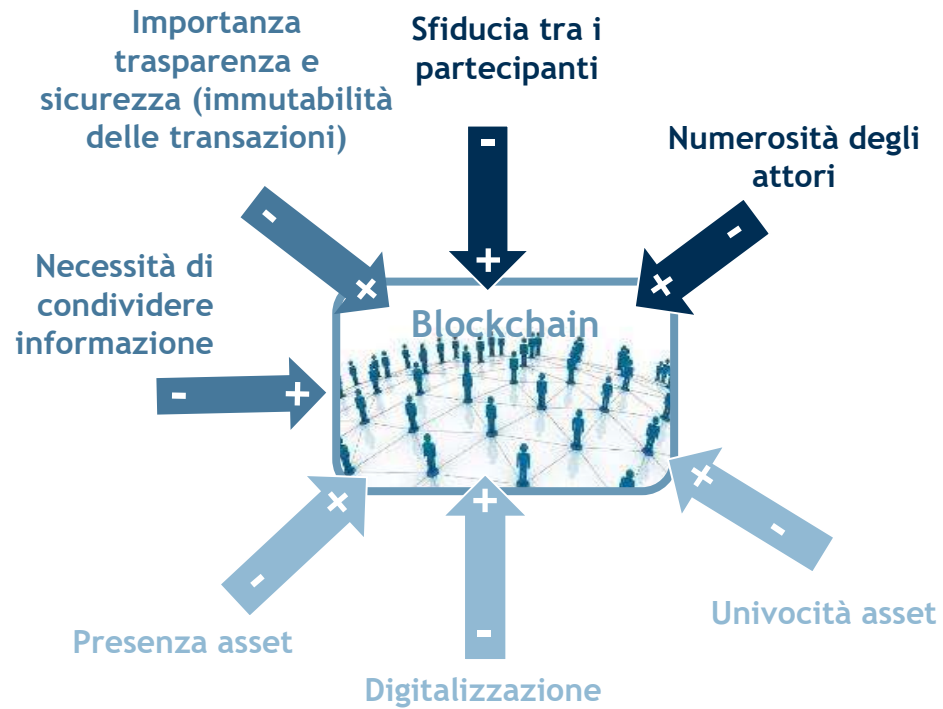 Importanza
trasparenza e
sicurezza (immutabilità
delle transazioni)
Sfiducia tra i
partecipanti
Numerosità degli
attori
-
-
-
+
+
+
Necessità di
condividere
informazione
Blockchain
- +
+
+
+
-
-
-
Univocità asset
Presenza asset
Digitalizzazione